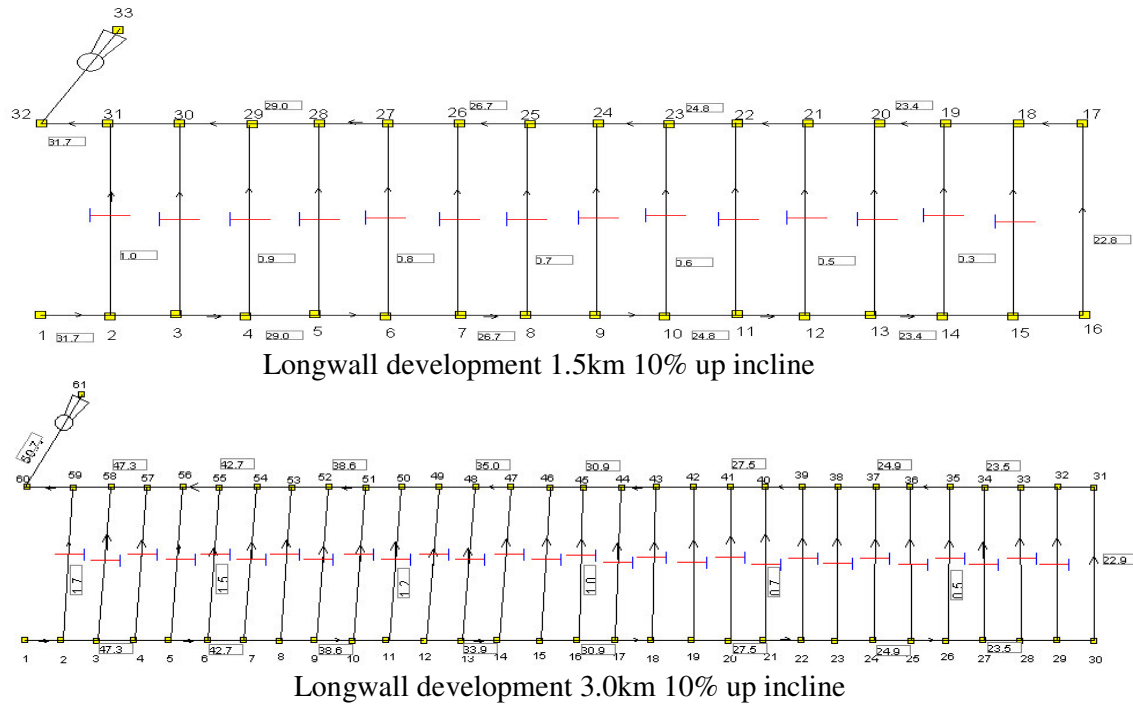 33
29.0 26.7 24.8 23.4
32 31 30 29 28 27 26 25 24 23 22 21 20 19 18 17
31.7
22.8
1.0 0.9 0.8 0.7 0.6 0.5 0.3
1 2 3 4 5 6 7 8 9 10 11 12 13 14 15 16
31.7 29.0 26.7 24.8 23.4
Longwall development 1.5km 10% up incline
61
47.3 42.7 38.6 35.0 30.9 27.5 24.9 23.5
60 59 58 57 56 55 54 53 52 51 50 49 48 47 46 45 44 43 42 41 40 39 38 37 36 35 34 33 32 31
22.9
1.7 1.5 1.2 1.0 0.7 0.5
1 2 3 4 5 6 7 8 9 10 11 12 13 14 15 16 17 18 19 20 21 22 23 24 25 26 27 28 29 30
47.3 42.7 38.6 33.9 30.9 27.5 24.9 23.5
Longwall development 3.0km 10% up incline